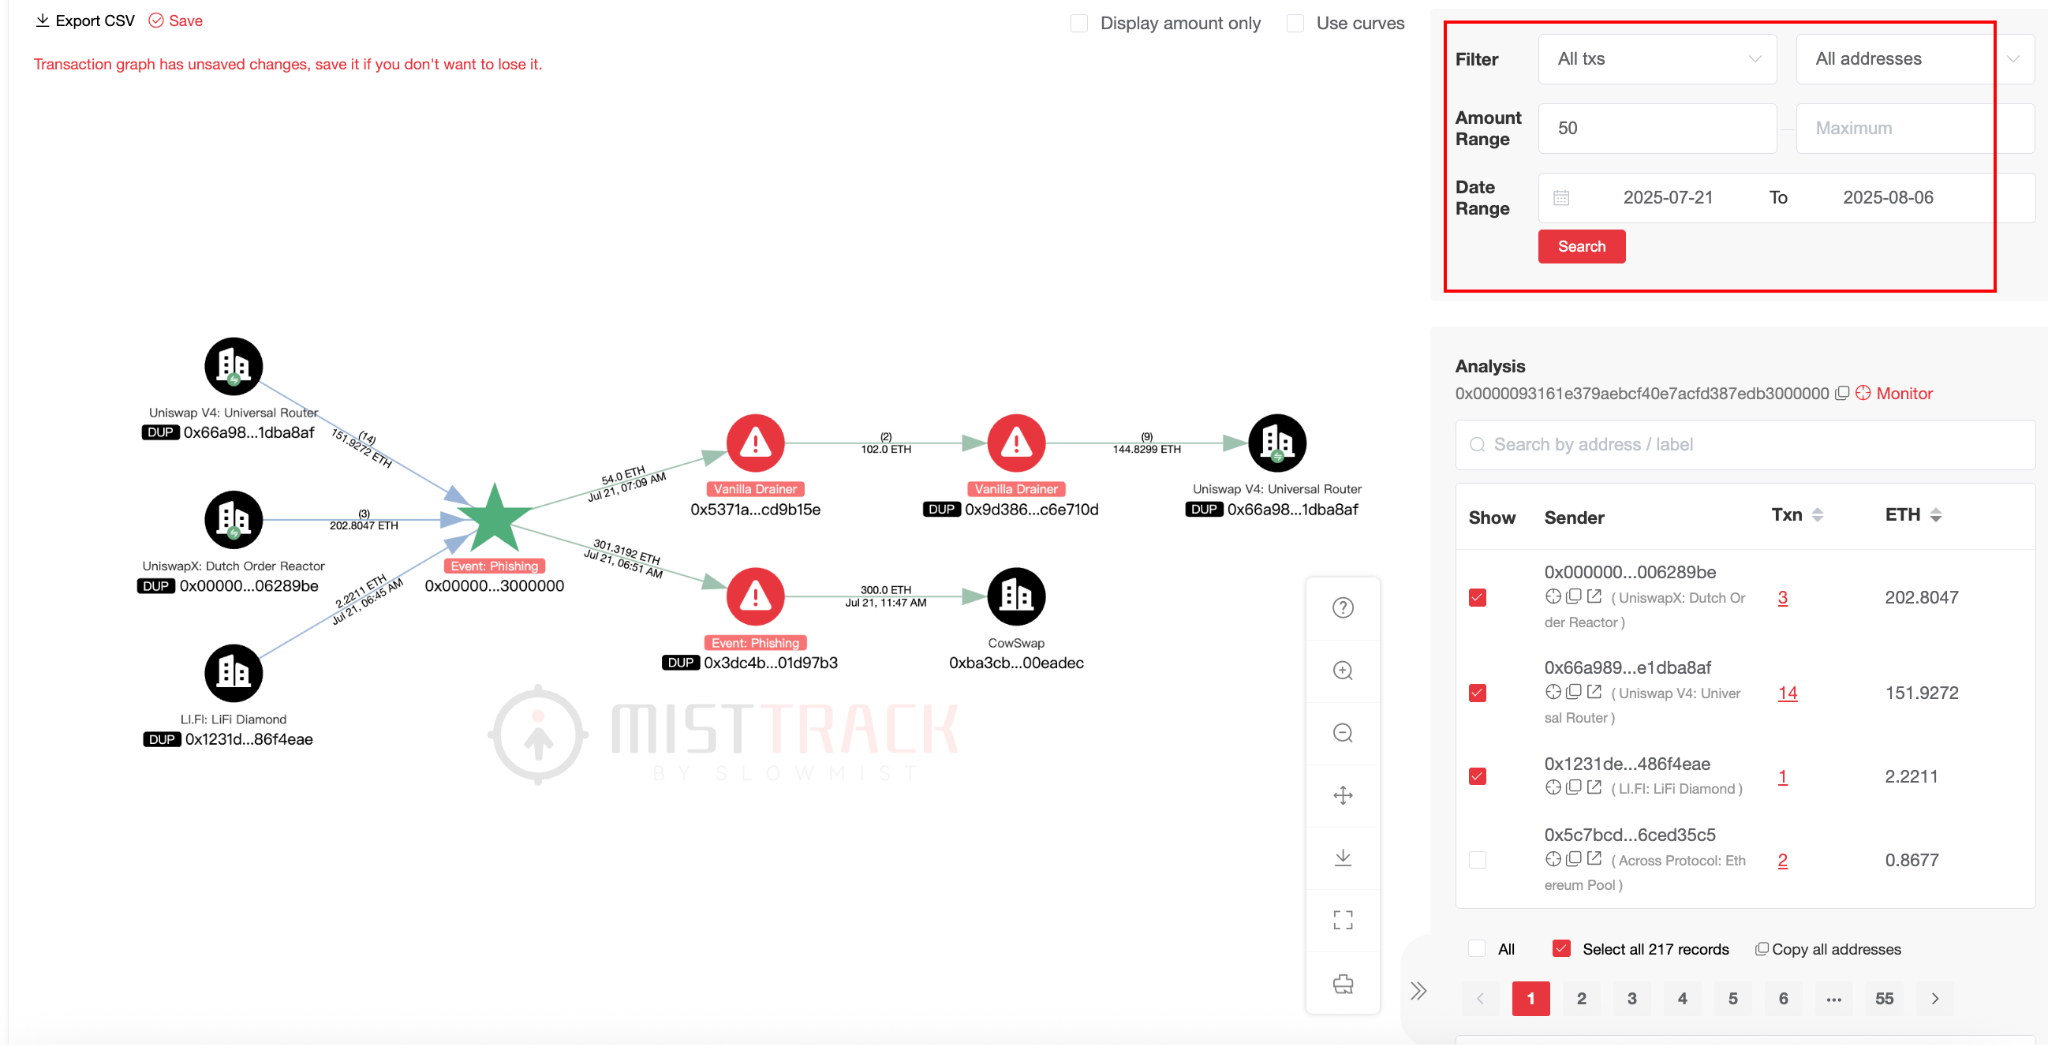 Export CSV Save
Display amount only Use curves
Transaction graph has unsaved changes, save it if you don't want to lose it.
Filter All txs All addresses
Amount Range 50 Maximum
Date Range 2025-07-21 To 2025-08-06
Search
Uniswap V4: Universal Router
DUP 0x66a98...1dba8af
(14)
151.9272 ETH
UniswapX: Dutch Order Reactor
DUP 0x00000...06289be
(3)
202.8047 ETH
LI.FI: LiFi Diamond
DUP 0x1231d...86f4eae
2.2211 ETH
Jul 21, 06:45 AM
Event: Phishing
0x00000...3000000
54.0 ETH
Jul 21, 07:09 AM
Vanilla Drainer
0x5371a...cd9b15e
(2)
102.0 ETH
Vanilla Drainer
DUP 0x9d386...c6e710d
(9)
144.8299 ETH
Uniswap V4: Universal Router
DUP 0x66a98...1dba8af
301.3192 ETH
Jul 21, 06:51 AM
Event: Phishing
DUP 0x3dc4b...01d97b3
300.0 ETH
Jul 21, 11:47 AM
CowSwap
0xba3cb...00eadec
MISTTRACK
BY SLOWMIST
Analysis
0x0000093161e379aebcf40e7acfd387edb3000000 Monitor
Search by address / label
Show Sender Txn ETH
0x000000...006289be
( UniswapX: Dutch Or
der Reactor )
3 202.8047
0x66a989...e1dba8af
( Uniswap V4: Univer
sal Router )
14 151.9272
0x1231de...486f4eae
( LI.FI: LiFi Diamond )
1 2.2211
0x5c7bcd...6ced35c5
( Across Protocol: Eth
ereum Pool )
2 0.8677
All Select all 217 records Copy all addresses
1 2 3 4 5 6 ... 55